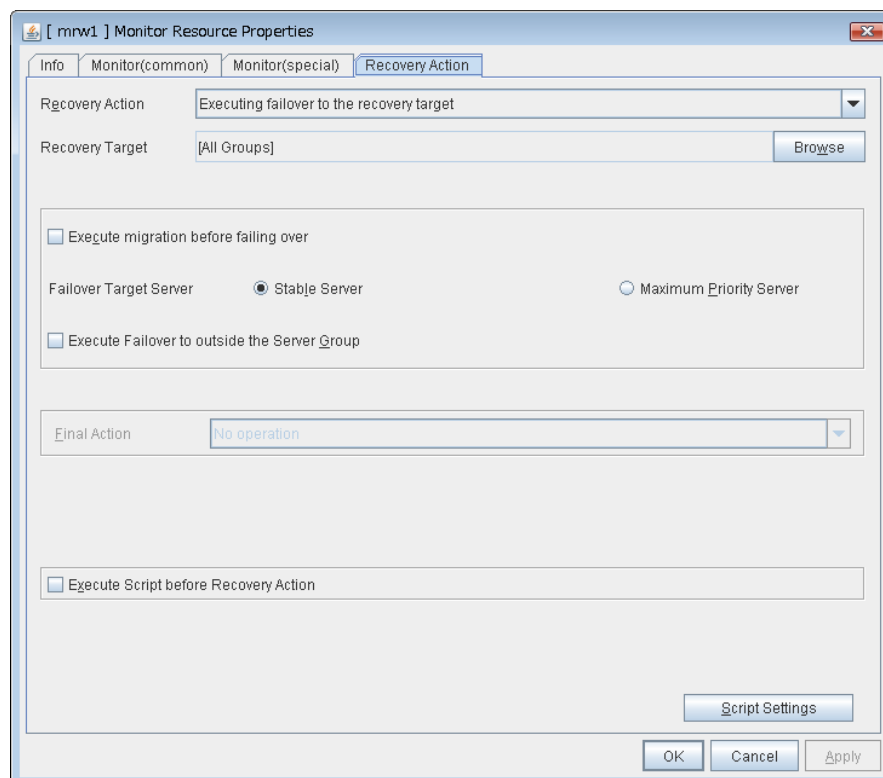 [ mrw1 ] Monitor Resource Properties
Info Monitor(common) Monitor(special) Recovery Action
Recovery Action Executing failover to the recovery target
Recovery Target [All Groups] Browse
Execute migration before failing over
Failover Target Server Stable Server Maximum Priority Server
Execute Failover to outside the Server Group
Final Action No operation
Execute Script before Recovery Action
Script Settings
OK Cancel Apply